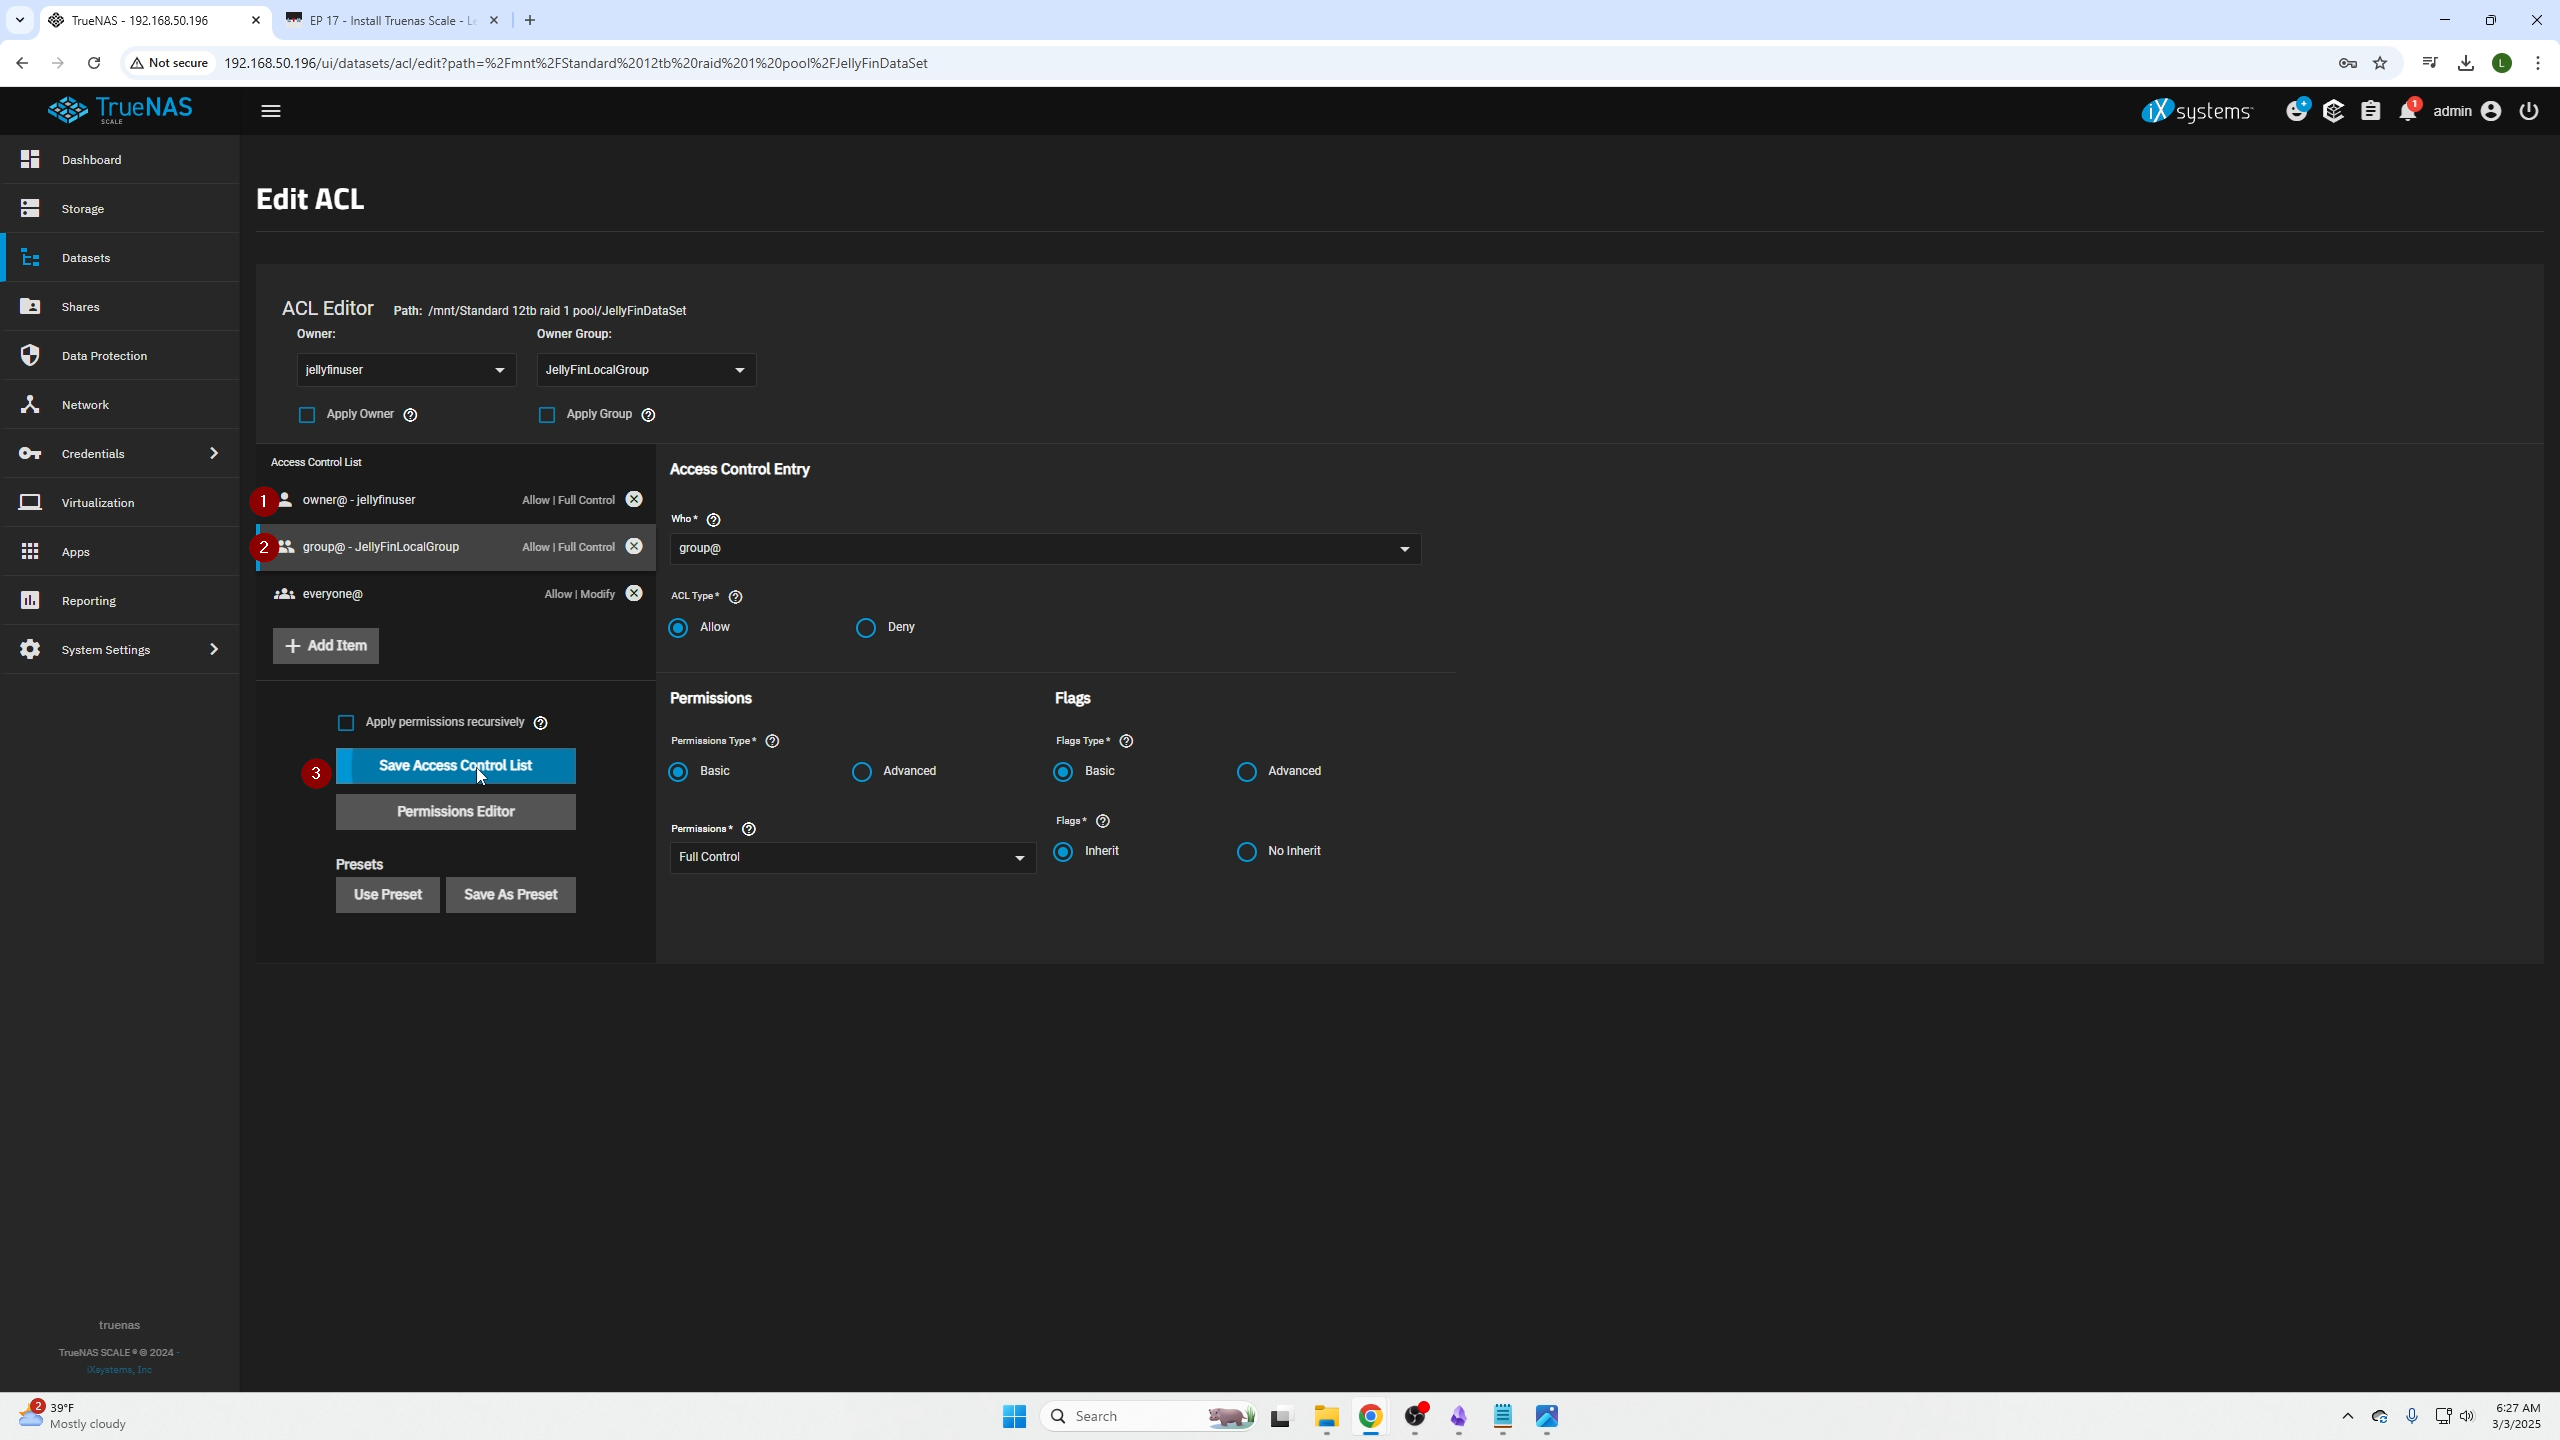 TrueNAS - 192.168.50.196
EP 17 - Install Truenas Scale - Le
Not secure
192.168.50.196/ui/datasets/acl/edit?path=%2Fmnt%2FStandard%2012tb%20raid%201%20pool%2FJellyFinDataSet
L
TrueNAS
SCALE
iXsystems
1
admin
Dashboard
Storage
Datasets
Shares
Data Protection
Network
Credentials
Virtualization
Apps
Reporting
System Settings
Edit ACL
ACL Editor Path: /mnt/Standard 12tb raid 1 pool/JellyFinDataSet
Owner: Owner Group:
jellyfinuser JellyFinLocalGroup
Apply Owner Apply Group
Access Control List
1 owner@ - jellyfinuser Allow | Full Control
2 group@ - JellyFinLocalGroup Allow | Full Control
everyone@ Allow | Modify
+ Add Item
Apply permissions recursively
3 Save Access Control List
Permissions Editor
Presets
Use Preset Save As Preset
Access Control Entry
Who*
group@
ACL Type*
Allow Deny
Permissions Flags
Permissions Type* Flags Type*
Basic Advanced Basic Advanced
Permissions* Flags*
Full Control Inherit No Inherit
truenas
TrueNAS SCALE ® © 2024 -
iXsystems, Inc
2
39°F
Mostly cloudy
Search
6:27 AM
3/3/2025